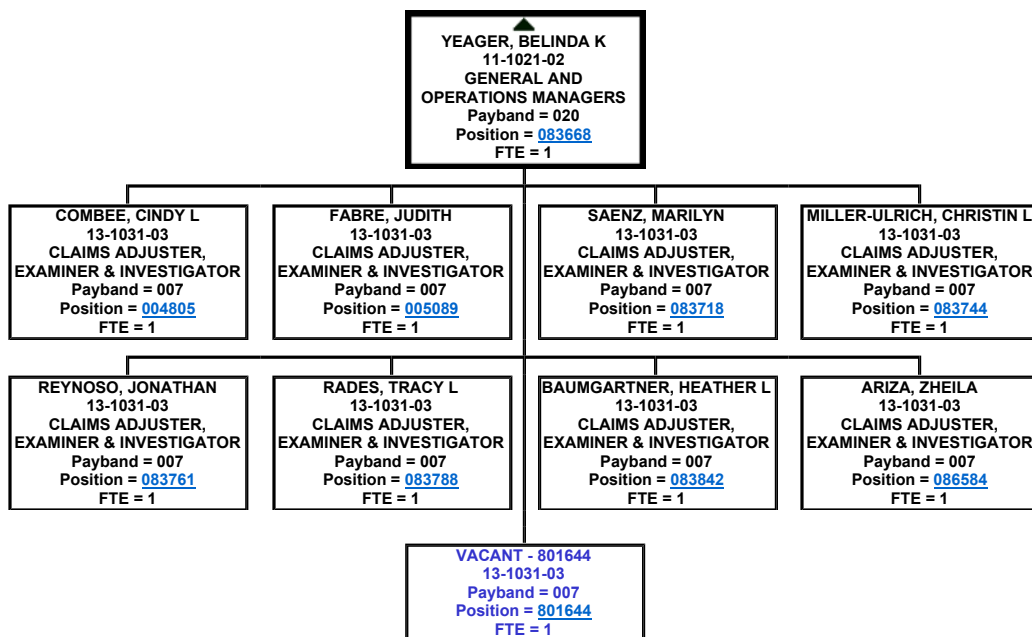 YEAGER, BELINDA K
11-1021-02
GENERAL AND
OPERATIONS MANAGERS
Payband = 020
Position = 083668
FTE = 1
COMBEE, CINDY L
13-1031-03
CLAIMS ADJUSTER,
EXAMINER & INVESTIGATOR
Payband = 007
Position = 004805
FTE = 1
FABRE, JUDITH
13-1031-03
CLAIMS ADJUSTER,
EXAMINER & INVESTIGATOR
Payband = 007
Position = 005089
FTE = 1
SAENZ, MARILYN
13-1031-03
CLAIMS ADJUSTER,
EXAMINER & INVESTIGATOR
Payband = 007
Position = 083718
FTE = 1
MILLER-ULRICH, CHRISTIN L
13-1031-03
CLAIMS ADJUSTER,
EXAMINER & INVESTIGATOR
Payband = 007
Position = 083744
FTE = 1
REYNOSO, JONATHAN
13-1031-03
CLAIMS ADJUSTER,
EXAMINER & INVESTIGATOR
Payband = 007
Position = 083761
FTE = 1
RADES, TRACY L
13-1031-03
CLAIMS ADJUSTER,
EXAMINER & INVESTIGATOR
Payband = 007
Position = 083788
FTE = 1
BAUMGARTNER, HEATHER L
13-1031-03
CLAIMS ADJUSTER,
EXAMINER & INVESTIGATOR
Payband = 007
Position = 083842
FTE = 1
ARIZA, ZHEILA
13-1031-03
CLAIMS ADJUSTER,
EXAMINER & INVESTIGATOR
Payband = 007
Position = 086584
FTE = 1
VACANT - 801644
13-1031-03
Payband = 007
Position = 801644
FTE = 1